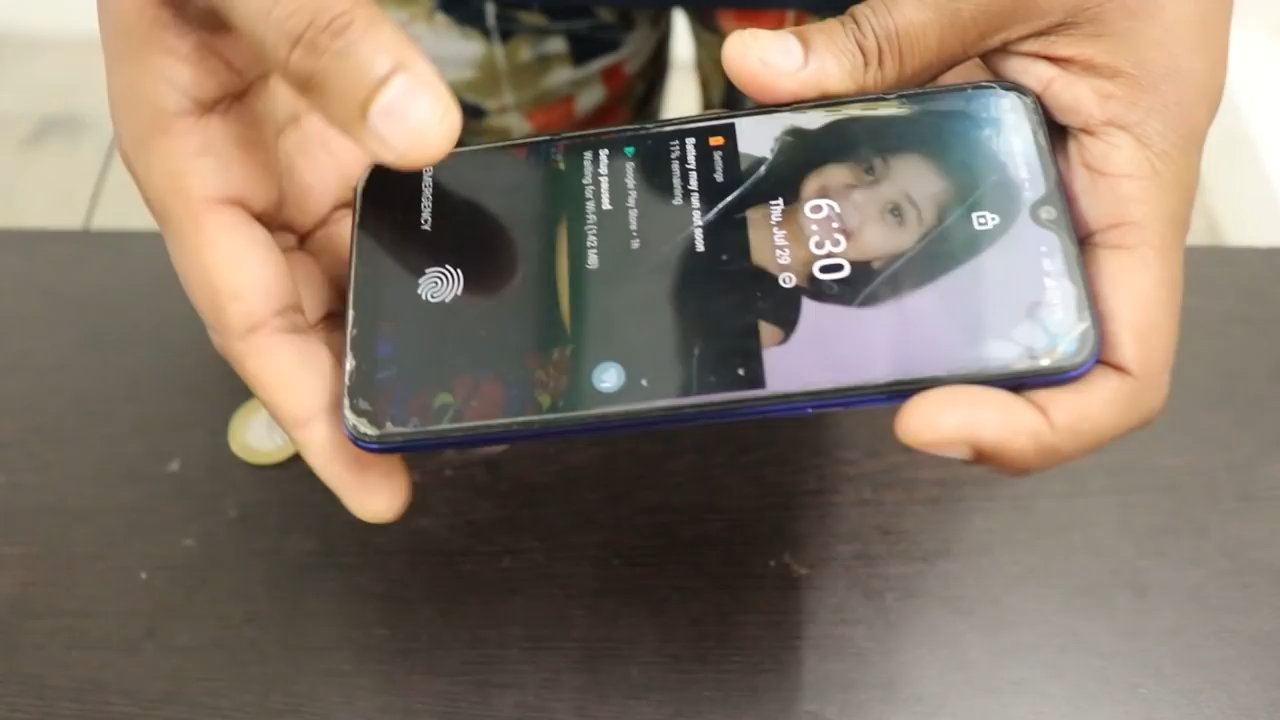 6:30
Thu, Jul 29
Settings
Battery may run out soon
11% remaining
Google Play Store • 1h
Setup paused
Waiting for Wi-Fi (142 MB)
EMERGENCY